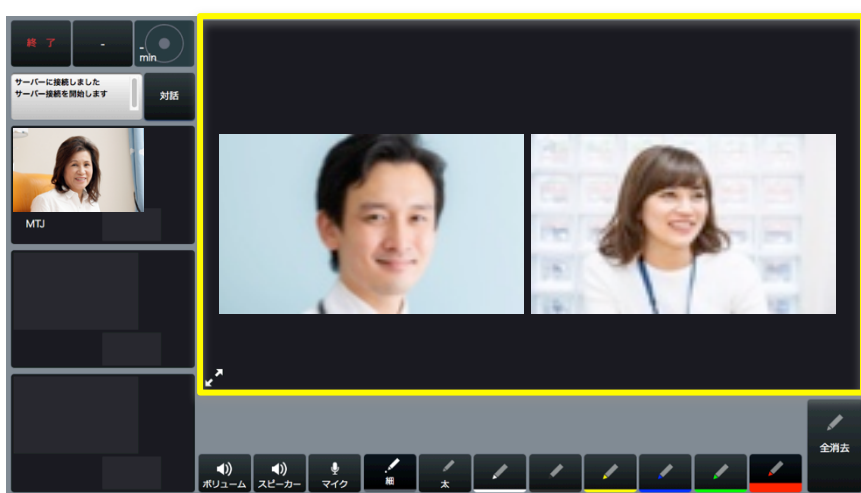 終 了
-
-
min
サーバーに接続しました
サーバー接続を開始します
対話
MTJ
全消去
ボリューム
スピーカー
マイク
細
太